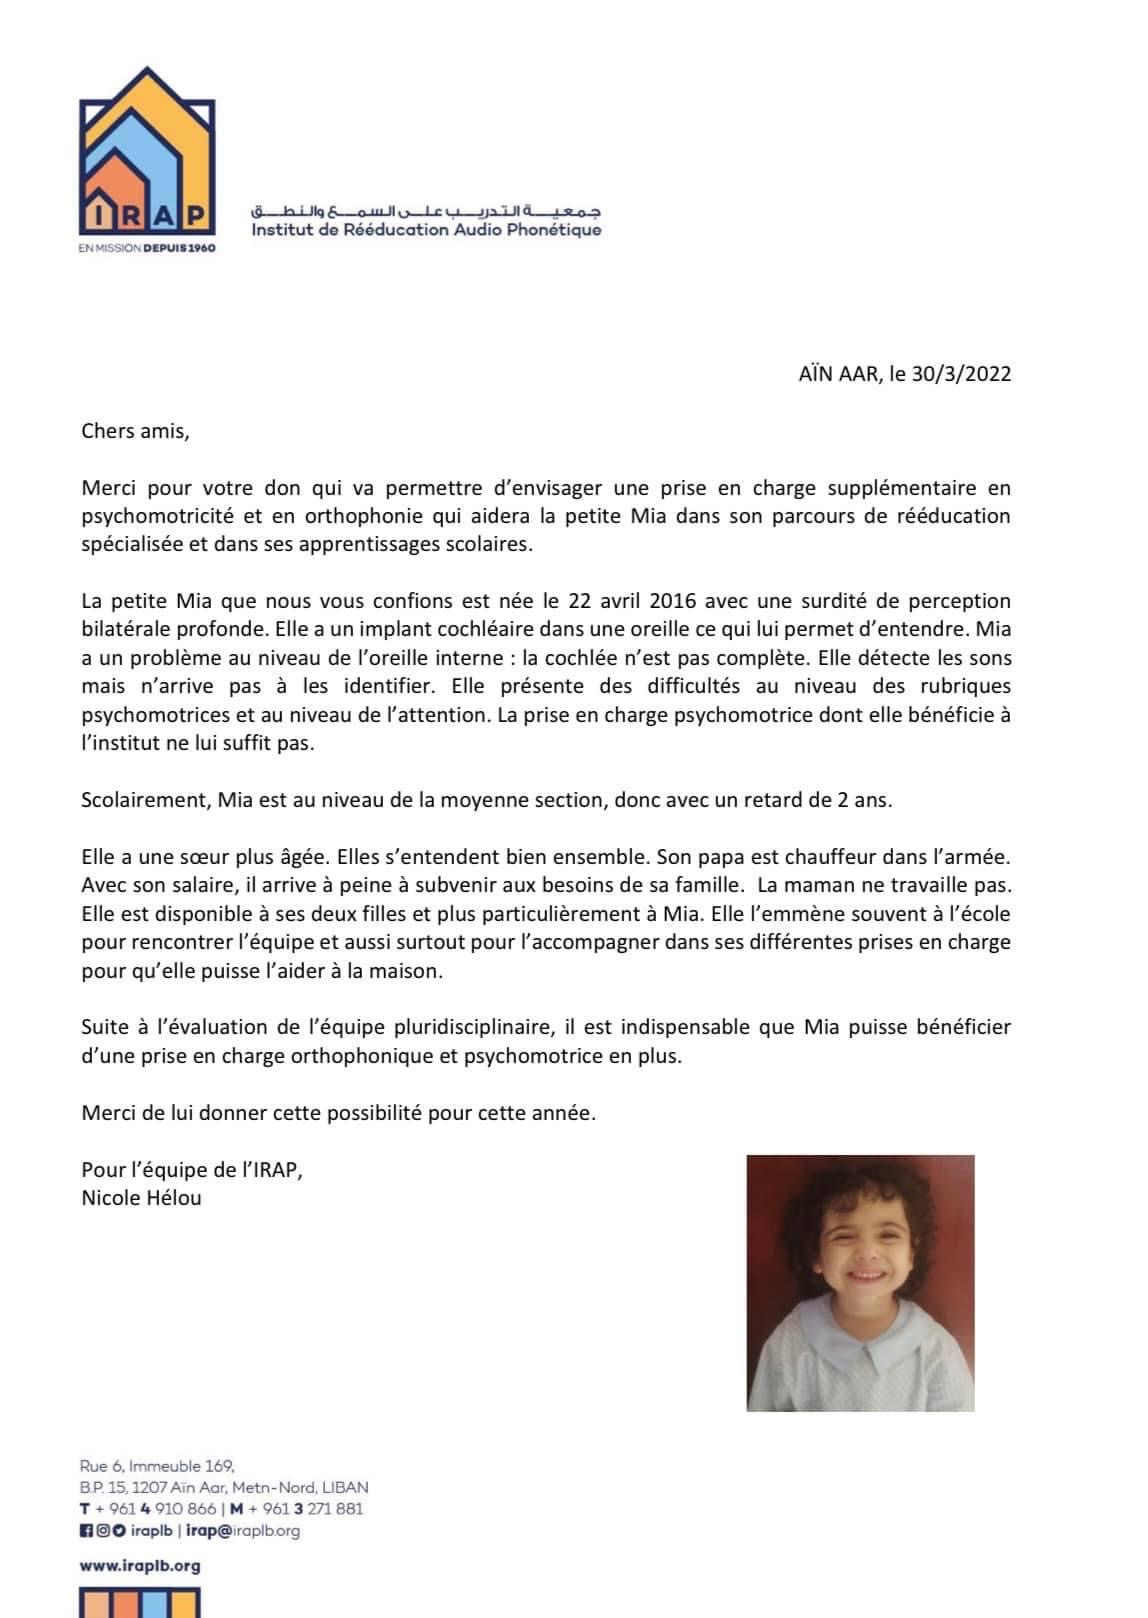 IRAP
EN MISSION DEPUIS 1960
جمعية التدريب على السمع والنطق
Institut de Rééducation Audio Phonétique
AÏN AAR, le 30/3/2022
Chers amis,
Merci pour votre don qui va permettre d’envisager une prise en charge supplémentaire en
psychomotricité et en orthophonie qui aidera la petite Mia dans son parcours de rééducation
spécialisée et dans ses apprentissages scolaires.
La petite Mia que nous vous confions est née le 22 avril 2016 avec une surdité de perception
bilatérale profonde. Elle a un implant cochléaire dans une oreille ce qui lui permet d’entendre. Mia
a un problème au niveau de l’oreille interne : la cochlée n’est pas complète. Elle détecte les sons
mais n’arrive pas à les identifier. Elle présente des difficultés au niveau des rubriques
psychomotrices et au niveau de l’attention. La prise en charge psychomotrice dont elle bénéficie à
l’institut ne lui suffit pas.
Scolairement, Mia est au niveau de la moyenne section, donc avec un retard de 2 ans.
Elle a une sœur plus âgée. Elles s’entendent bien ensemble. Son papa est chauffeur dans l’armée.
Avec son salaire, il arrive à peine à subvenir aux besoins de sa famille. La maman ne travaille pas.
Elle est disponible à ses deux filles et plus particulièrement à Mia. Elle l’emmène souvent à l’école
pour rencontrer l’équipe et aussi surtout pour l’accompagner dans ses différentes prises en charge
pour qu’elle puisse l’aider à la maison.
Suite à l’évaluation de l’équipe pluridisciplinaire, il est indispensable que Mia puisse bénéficier
d’une prise en charge orthophonique et psychomotrice en plus.
Merci de lui donner cette possibilité pour cette année.
Pour l’équipe de l’IRAP,
Nicole Hélou
Rue 6, Immeuble 169,
B.P. 15, 1207 Aïn Aar, Metn-Nord, LIBAN
T + 961 4 910 866 | M + 961 3 271 881
iraplb | irap@iraplb.org
www.iraplb.org